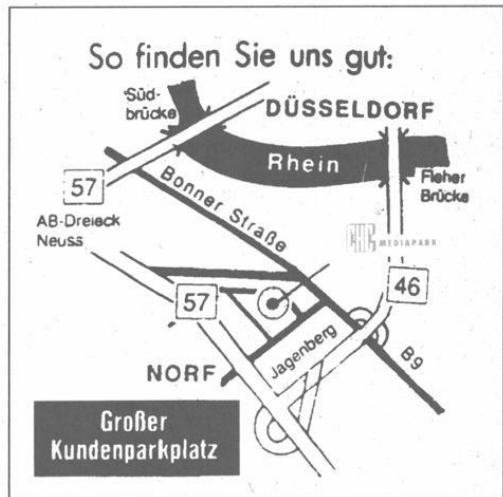 So finden Sie uns gut:
Süd-
brücke
DÜSSELDORF
Rhein
Fleher
Brücke
57
Bonner Straße
AB-Dreieck
Neuss
CHC MEDIAPARK
57
46
Jagenberg
B9
NORF
Großer
Kundenparkplatz